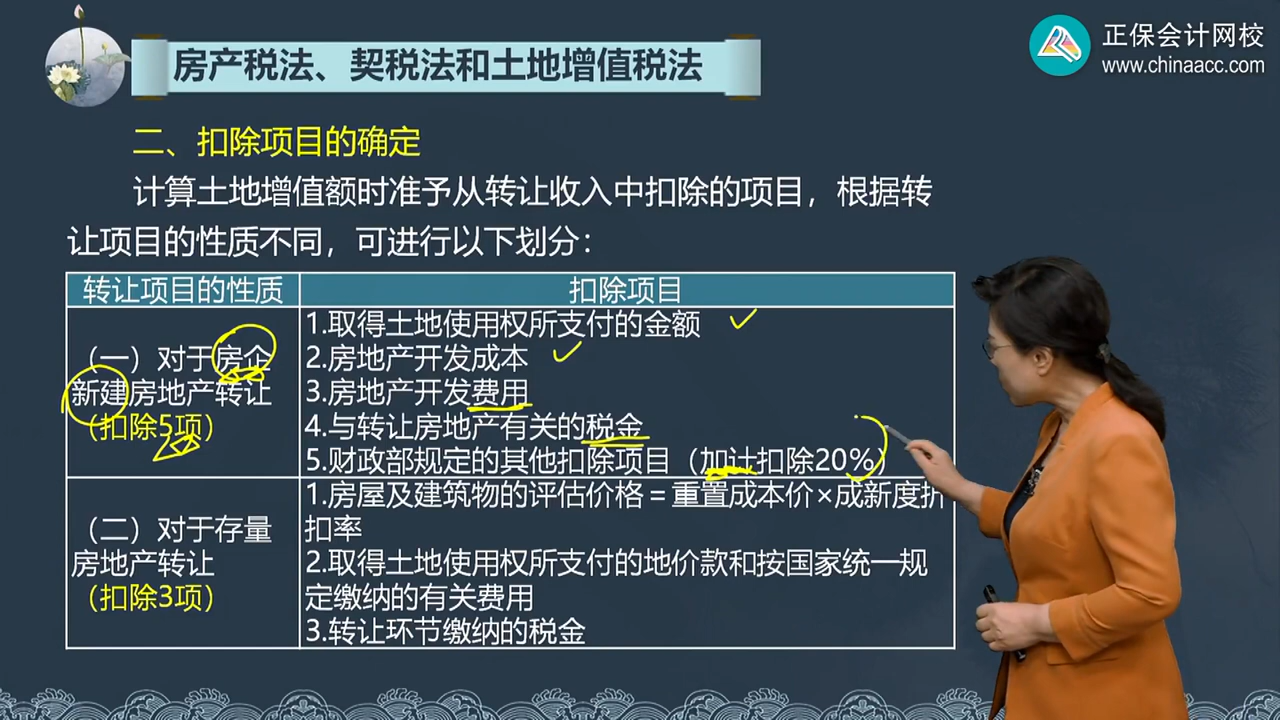 房产税法、契税法和土地增值税法
正保会计网校
www.chinaacc.com
二、扣除项目的确定
计算土地增值额时准予从转让收入中扣除的项目，根据转
让项目的性质不同，可进行以下划分：
转让项目的性质
扣除项目
（一）对于房企
新建房地产转让
（扣除5项）
1.取得土地使用权所支付的金额
2.房地产开发成本
3.房地产开发费用
4.与转让房地产有关的税金
5.财政部规定的其他扣除项目（加计扣除20%）
（二）对于存量
房地产转让
（扣除3项）
1.房屋及建筑物的评估价格＝重置成本价×成新度折
扣率
2.取得土地使用权所支付的地价款和按国家统一规
定缴纳的有关费用
3.转让环节缴纳的税金